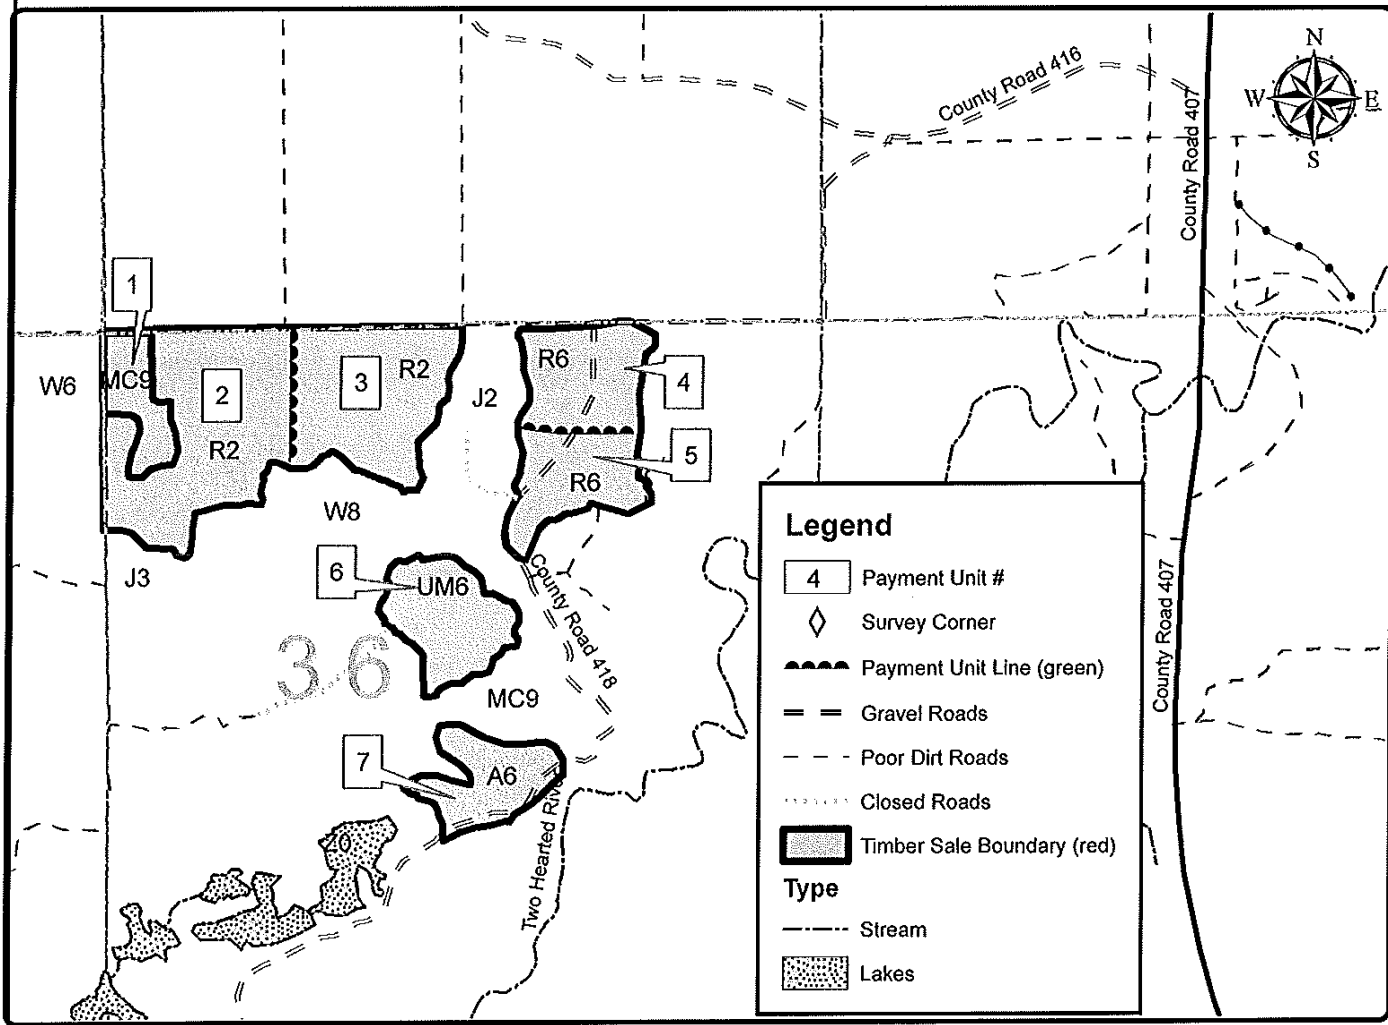 N
W E
S
County Road 416
County Road 407
1
W6
MC9
2
R2
3
R2
J2
R6
4
5
R6
W8
J3
6
UM6
County Road 418
36
MC9
7
A6
20
Two Hearted River
County Road 407
Legend
4 Payment Unit #
Survey Corner
Payment Unit Line (green)
Gravel Roads
Poor Dirt Roads
Closed Roads
Timber Sale Boundary (red)
Type
Stream
Lakes